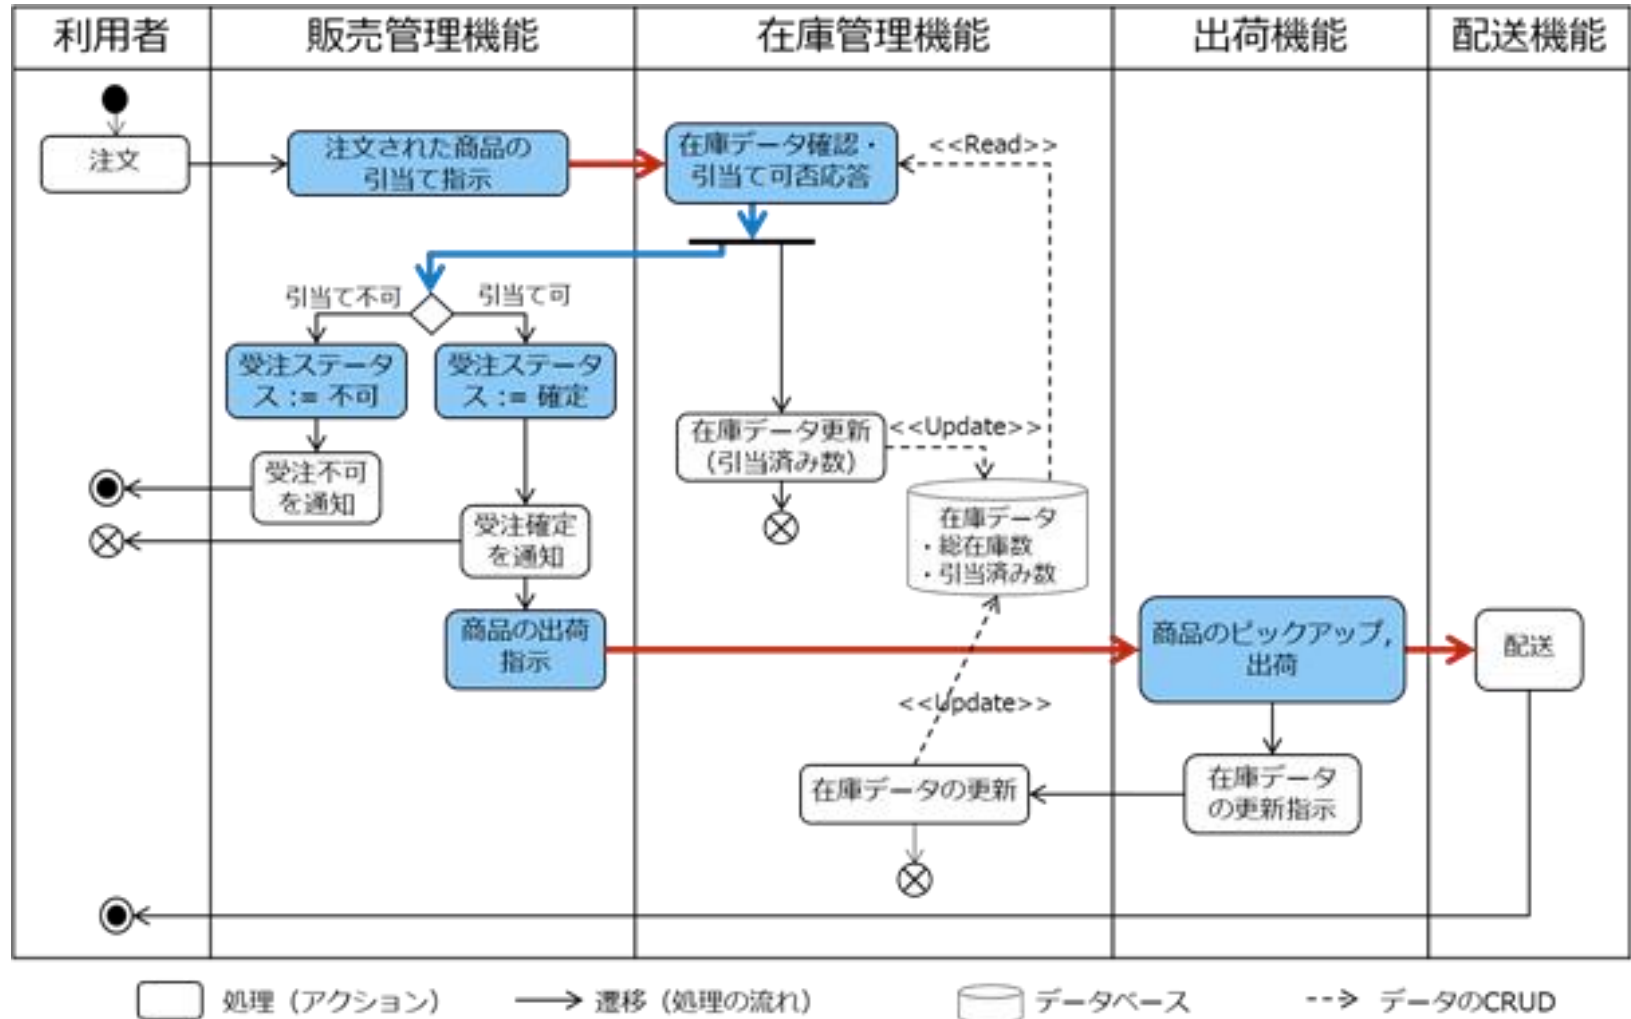 利用者
販売管理機能
在庫管理機能
出荷機能
配送機能
注文
注文された商品の
引当て指示
在庫データ確認・
引当て可否応答
<<Read>>
引当て不可
引当て可
受注ステータ
ス := 不可
受注ステータ
ス := 確定
在庫データ更新
（引当済み数）
<<Update>>
受注不可
を通知
受注確定
を通知
在庫データ
・総在庫数
・引当済み数
商品の出荷
指示
商品のピックアップ,
出荷
配送
<<Update>>
在庫データの更新
在庫データ
の更新指示
処理（アクション）
遷移（処理の流れ）
データベース
データのCRUD